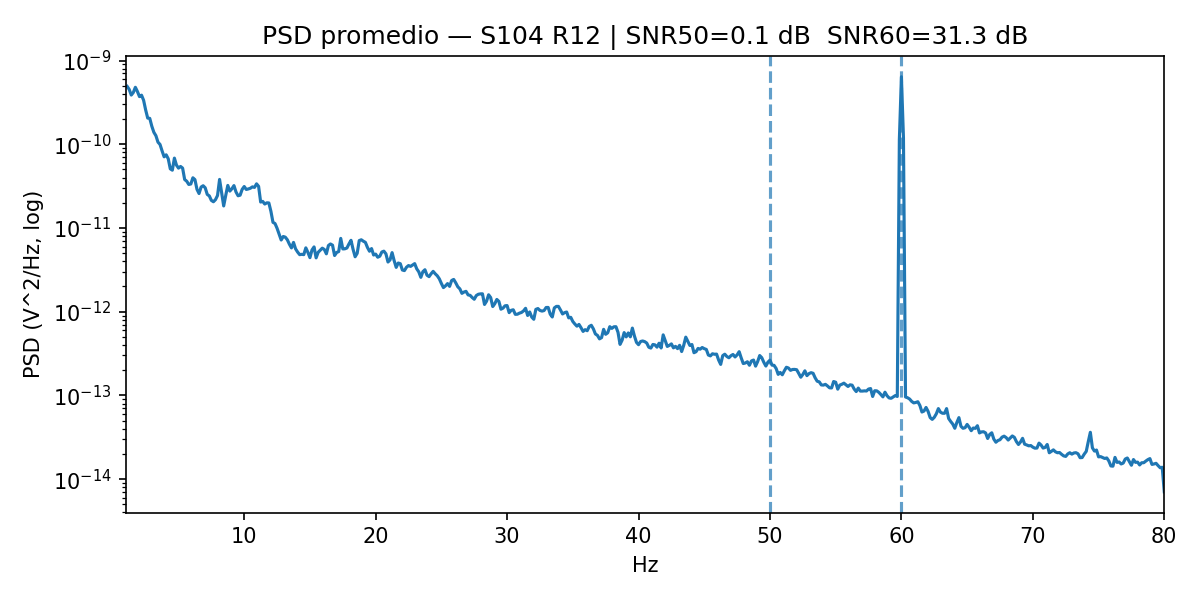 PSD promedio — S104 R12 | SNR50=0.1 dB  SNR60=31.3 dB
PSD (V^2/Hz, log)
10⁻⁹
10⁻¹⁰
10⁻¹¹
10⁻¹²
10⁻¹³
10⁻¹⁴
10 20 30 40 50 60 70 80
Hz